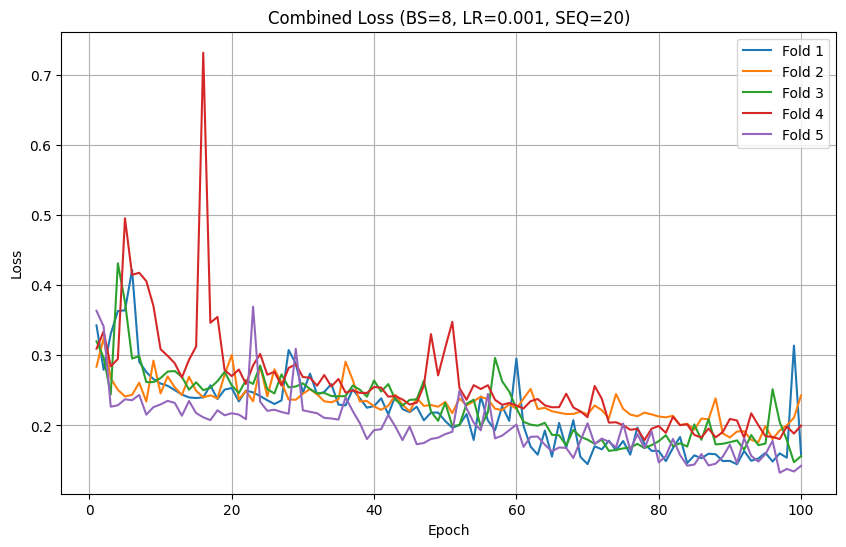 Combined Loss (BS=8, LR=0.001, SEQ=20)
Fold 1
Fold 2
Fold 3
Fold 4
Fold 5
Loss
0.7
0.6
0.5
0.4
0.3
0.2
0 20 40 60 80 100
Epoch